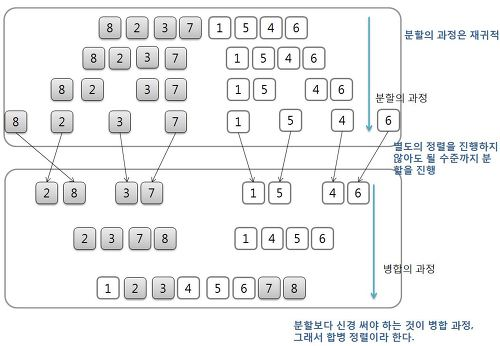 8 2 3 7 1 5 4 6
분할의 과정은 재귀적
8 2 3 7 1 5 4 6
8 2 3 7 1 5 4 6
분할의 과정
8 2 3 7 1 5 4 6
별도의 정렬을 진행하지
않아도 될 수준까지 분
할을 진행
2 8 3 7 1 5 4 6
2 3 7 8 1 4 5 6
병합의 과정
1 2 3 4 5 6 7 8
분할보다 신경 써야 하는 것이 병합 과정,
그래서 합병 정렬이라 한다.